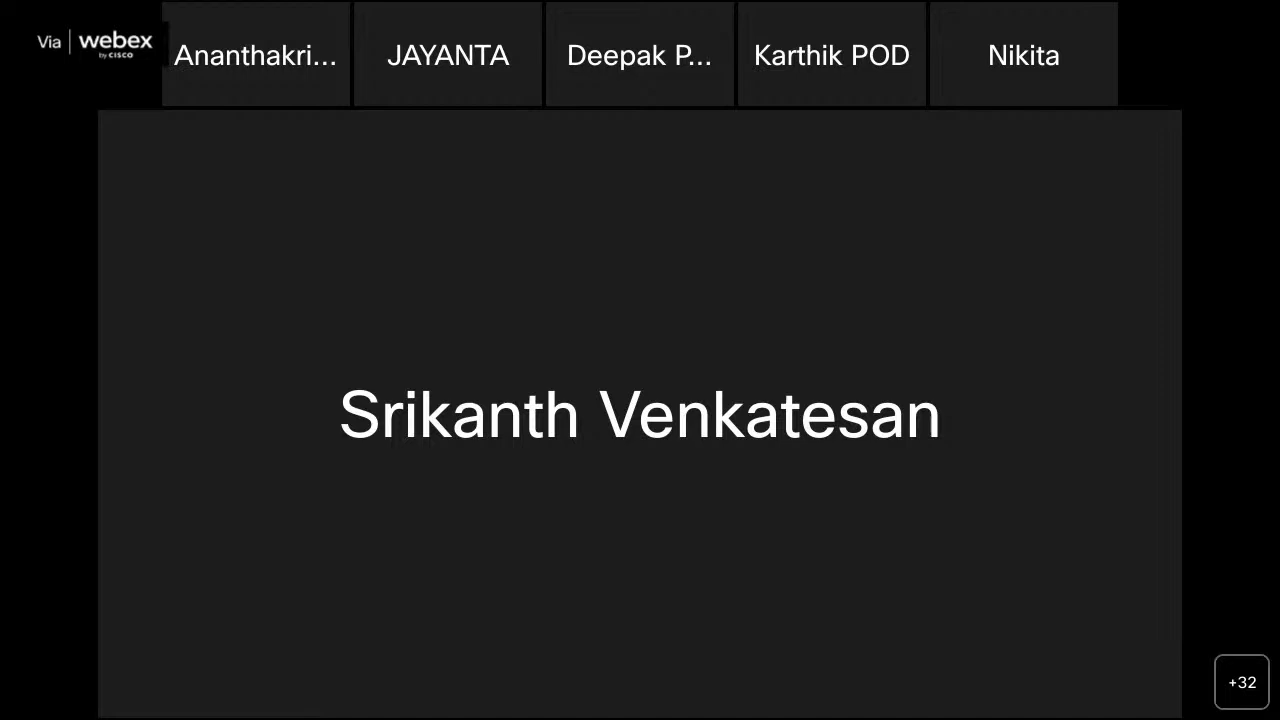 Via | webex
by CISCO
Ananthakri...
JAYANTA
Deepak P...
Karthik POD
Nikita
Srikanth Venkatesan
+32